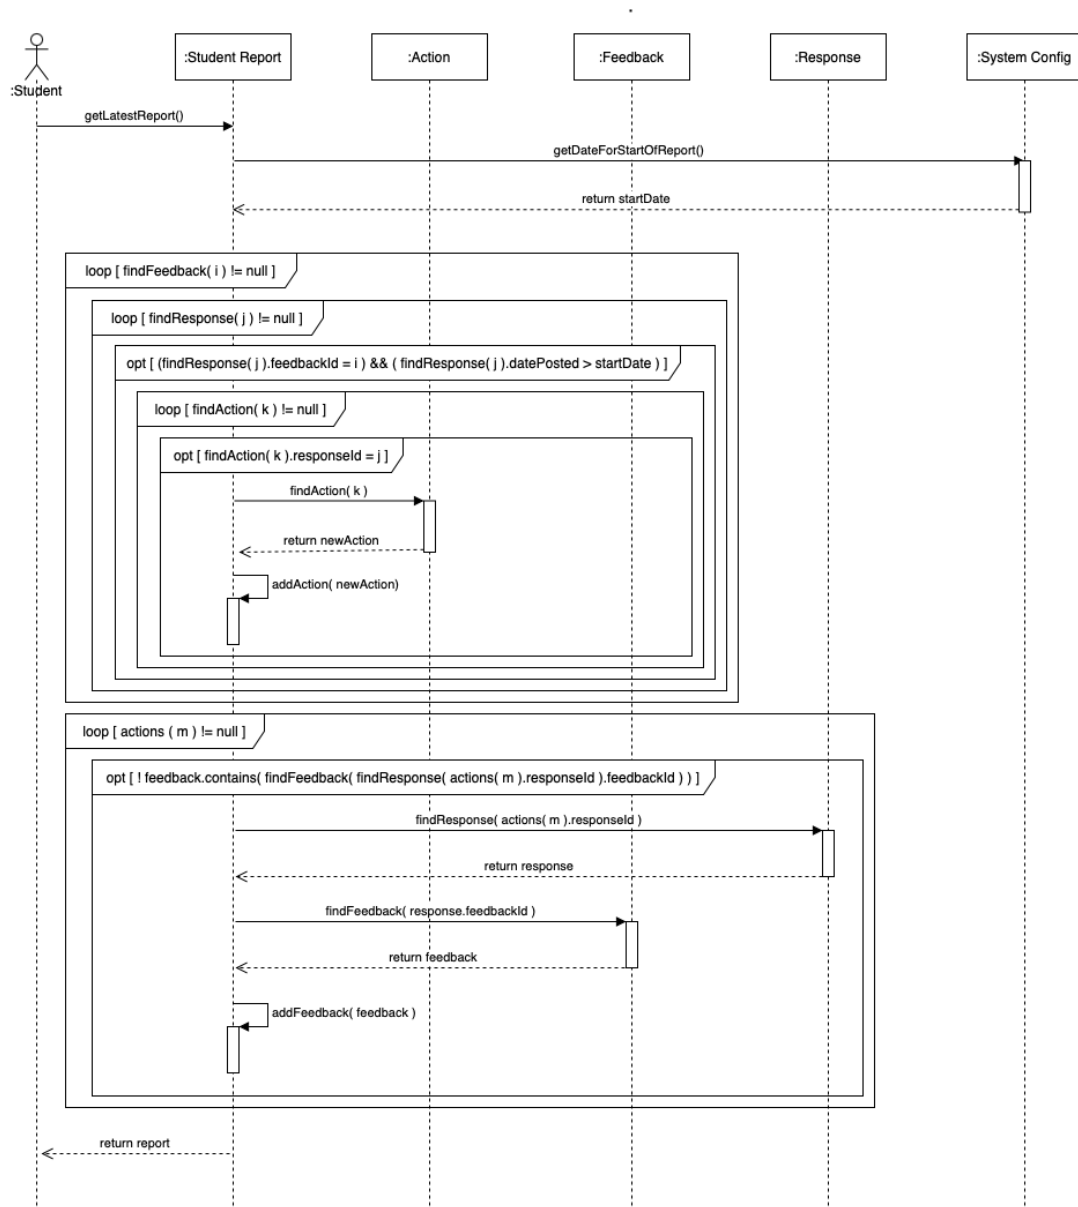 :Student
:Student Report
:Action
:Feedback
:Response
:System Config
getLatestReport()
getDateForStartOfReport()
return startDate
loop [ findFeedback( i ) != null ]
loop [ findResponse( j ) != null ]
opt [ (findResponse( j ).feedbackId = i ) && ( findResponse( j ).datePosted > startDate ) ]
loop [ findAction( k ) != null ]
opt [ findAction( k ).responseId = j ]
findAction( k )
return newAction
addAction( newAction)
loop [ actions ( m ) != null ]
opt [ ! feedback.contains( findFeedback( findResponse( actions( m ).responseId ).feedbackId ) ) ]
findResponse( actions( m ).responseId )
return response
findFeedback( response.feedbackId )
return feedback
addFeedback( feedback )
return report